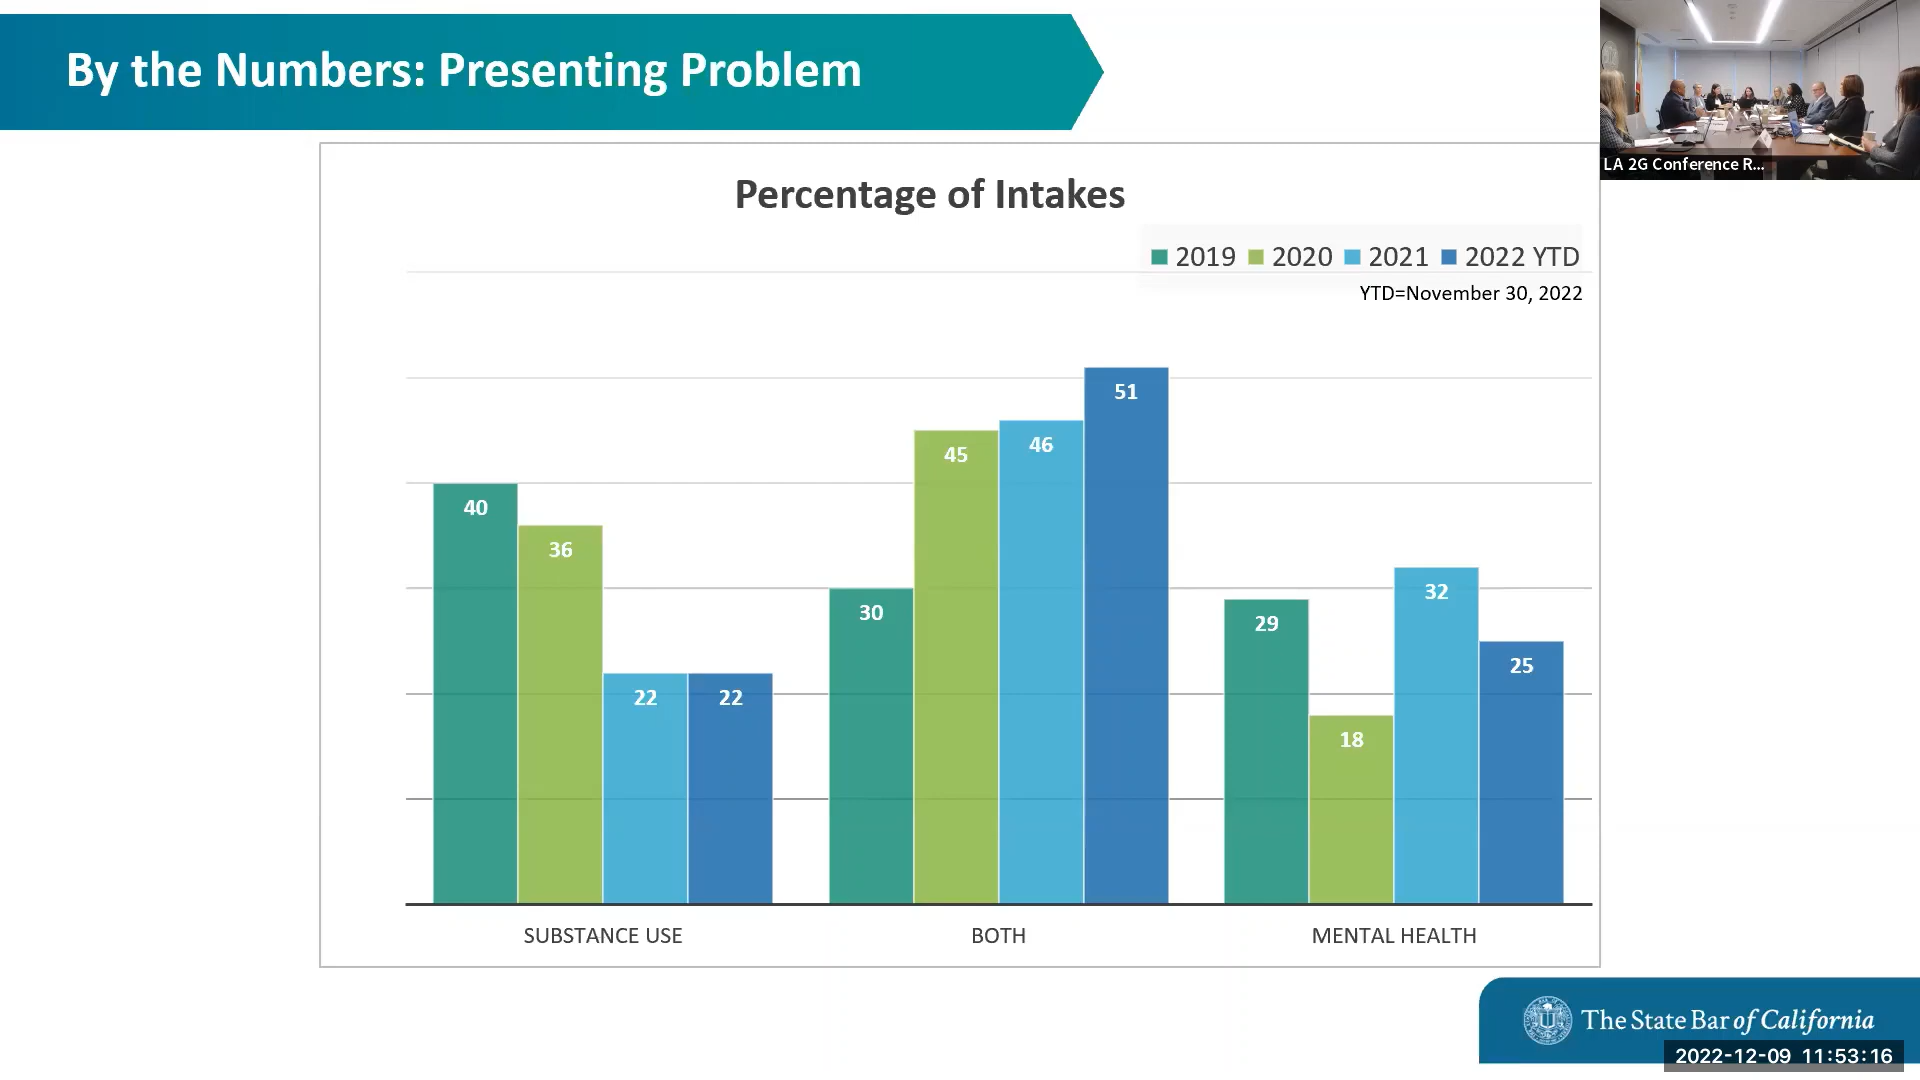 By the Numbers: Presenting Problem
LA 2G Conference R...
Percentage of Intakes
2019 2020 2021 2022 YTD
YTD=November 30, 2022
40 36 22 22
30 45 46 51
29 18 32 25
SUBSTANCE USE BOTH MENTAL HEALTH
The State Bar of California
2022-12-09 11:53:16